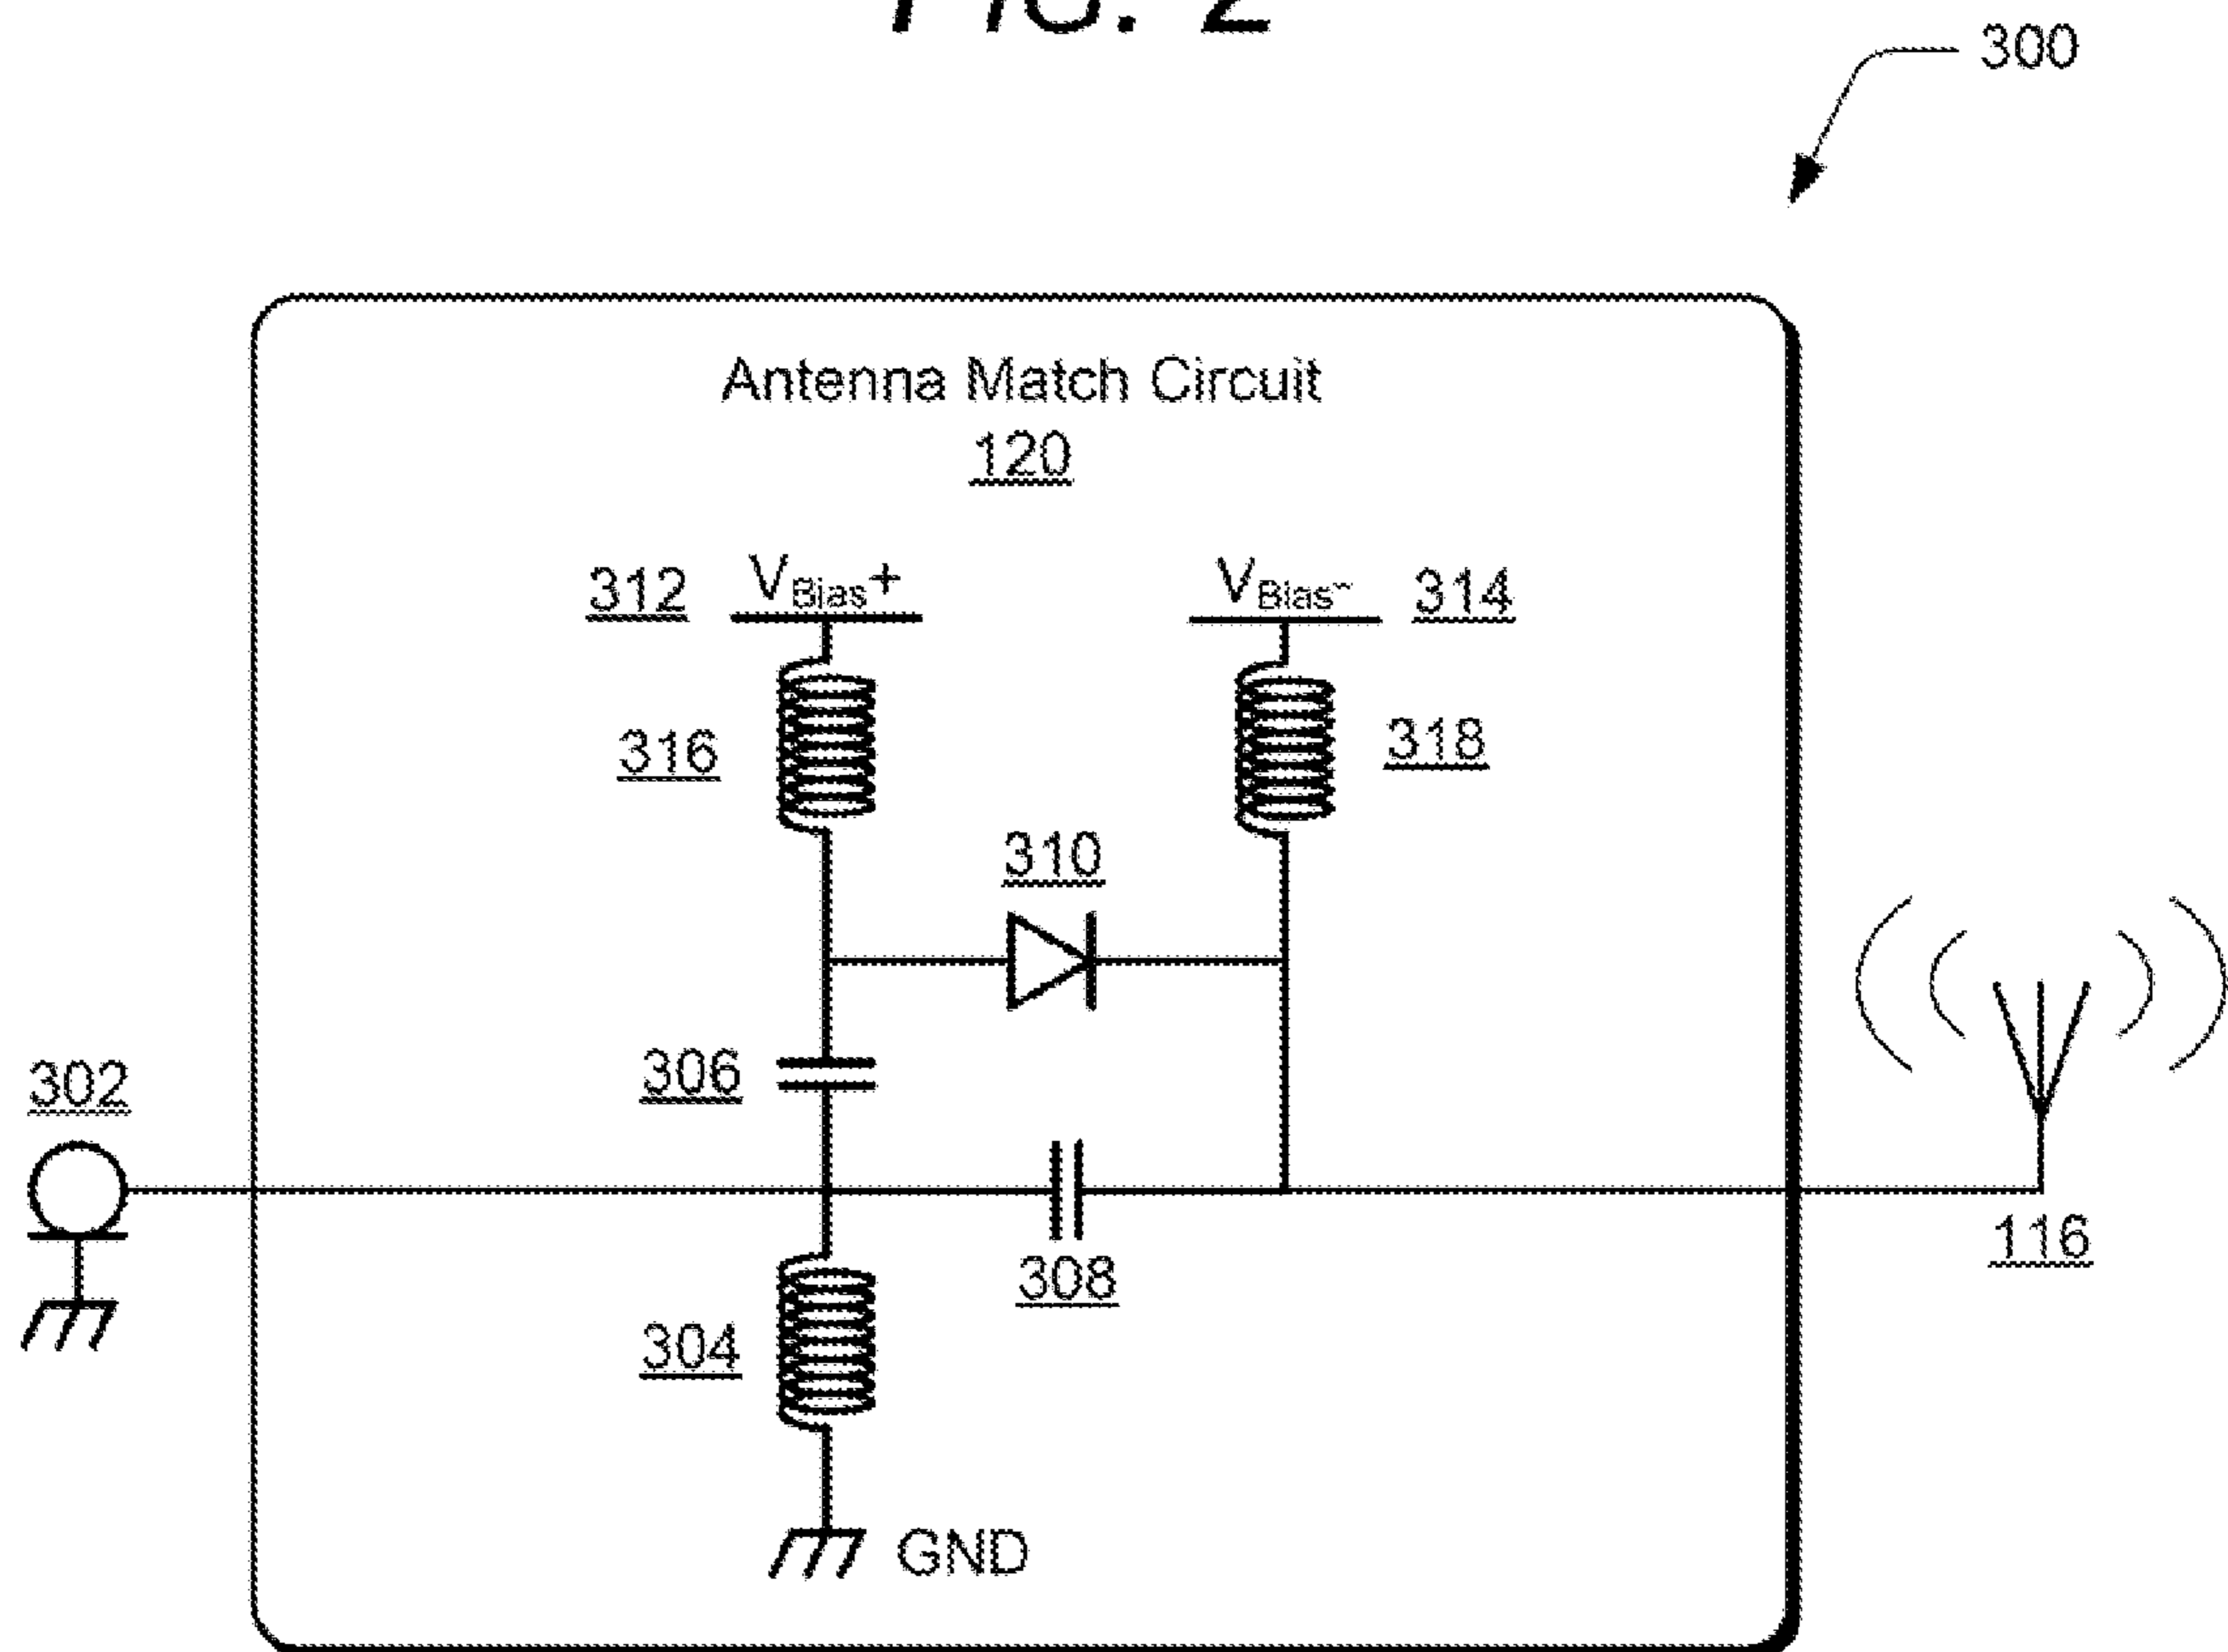 FIG. 2
300
Antenna Match Circuit
120
312 VBias+ VBias- 314
316
318
310
306
302
308
116
304
GND